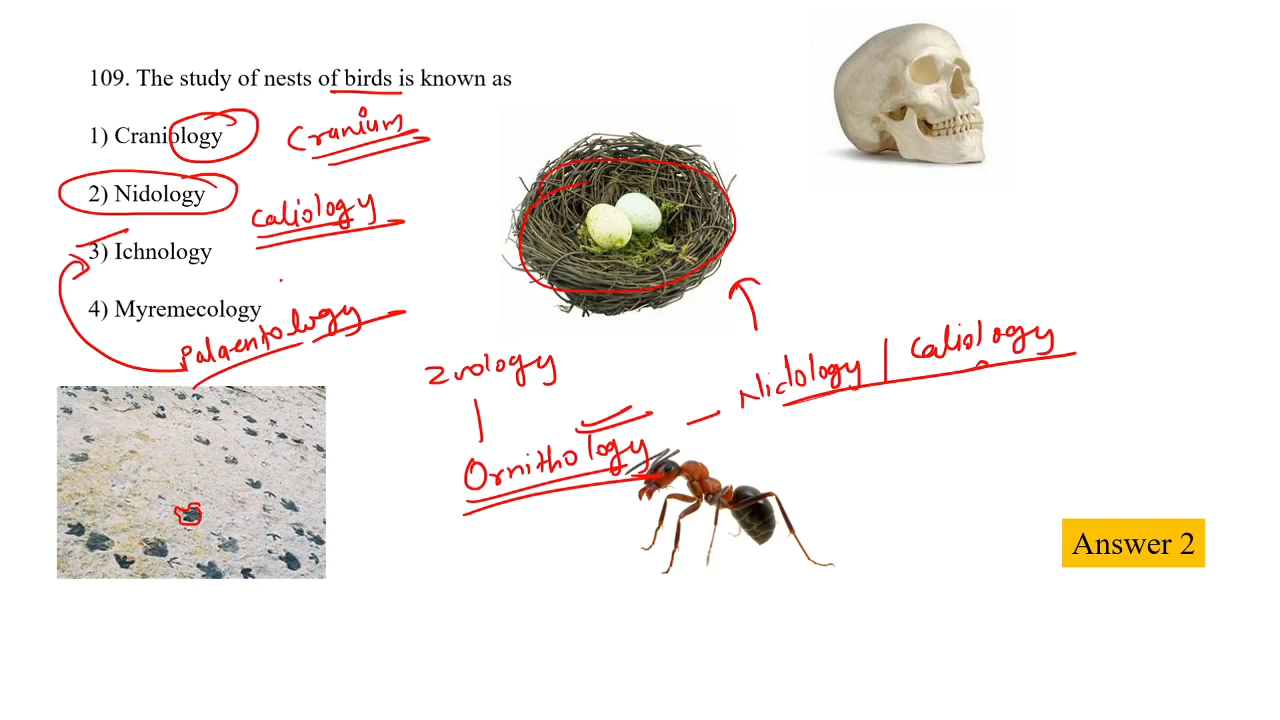 109. The study of nests of birds is known as
1) Craniology
Cranium
2) Nidology
Caliology
3) Ichnology
4) Myremecology
Palaentology
Zoology
Ornithology
Nidology / Caliology
Answer 2